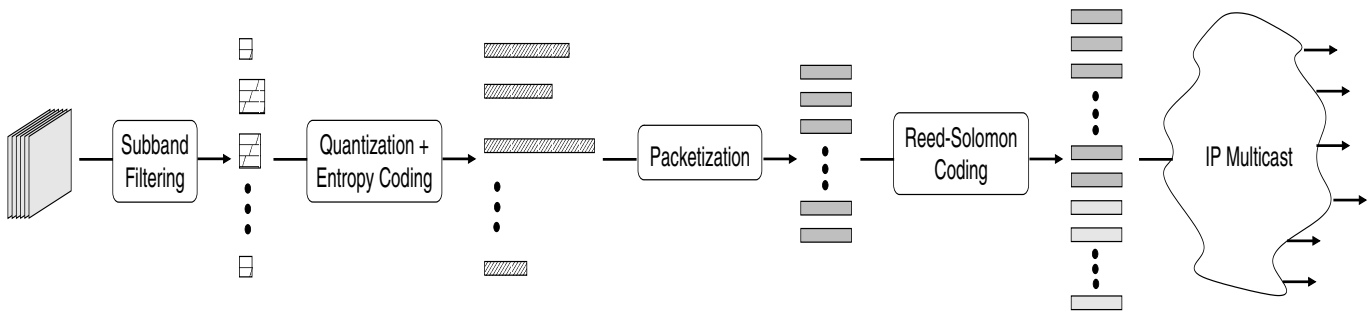 Subband
Filtering
Quantization +
Entropy Coding
Packetization
Reed-Solomon
Coding
IP Multicast